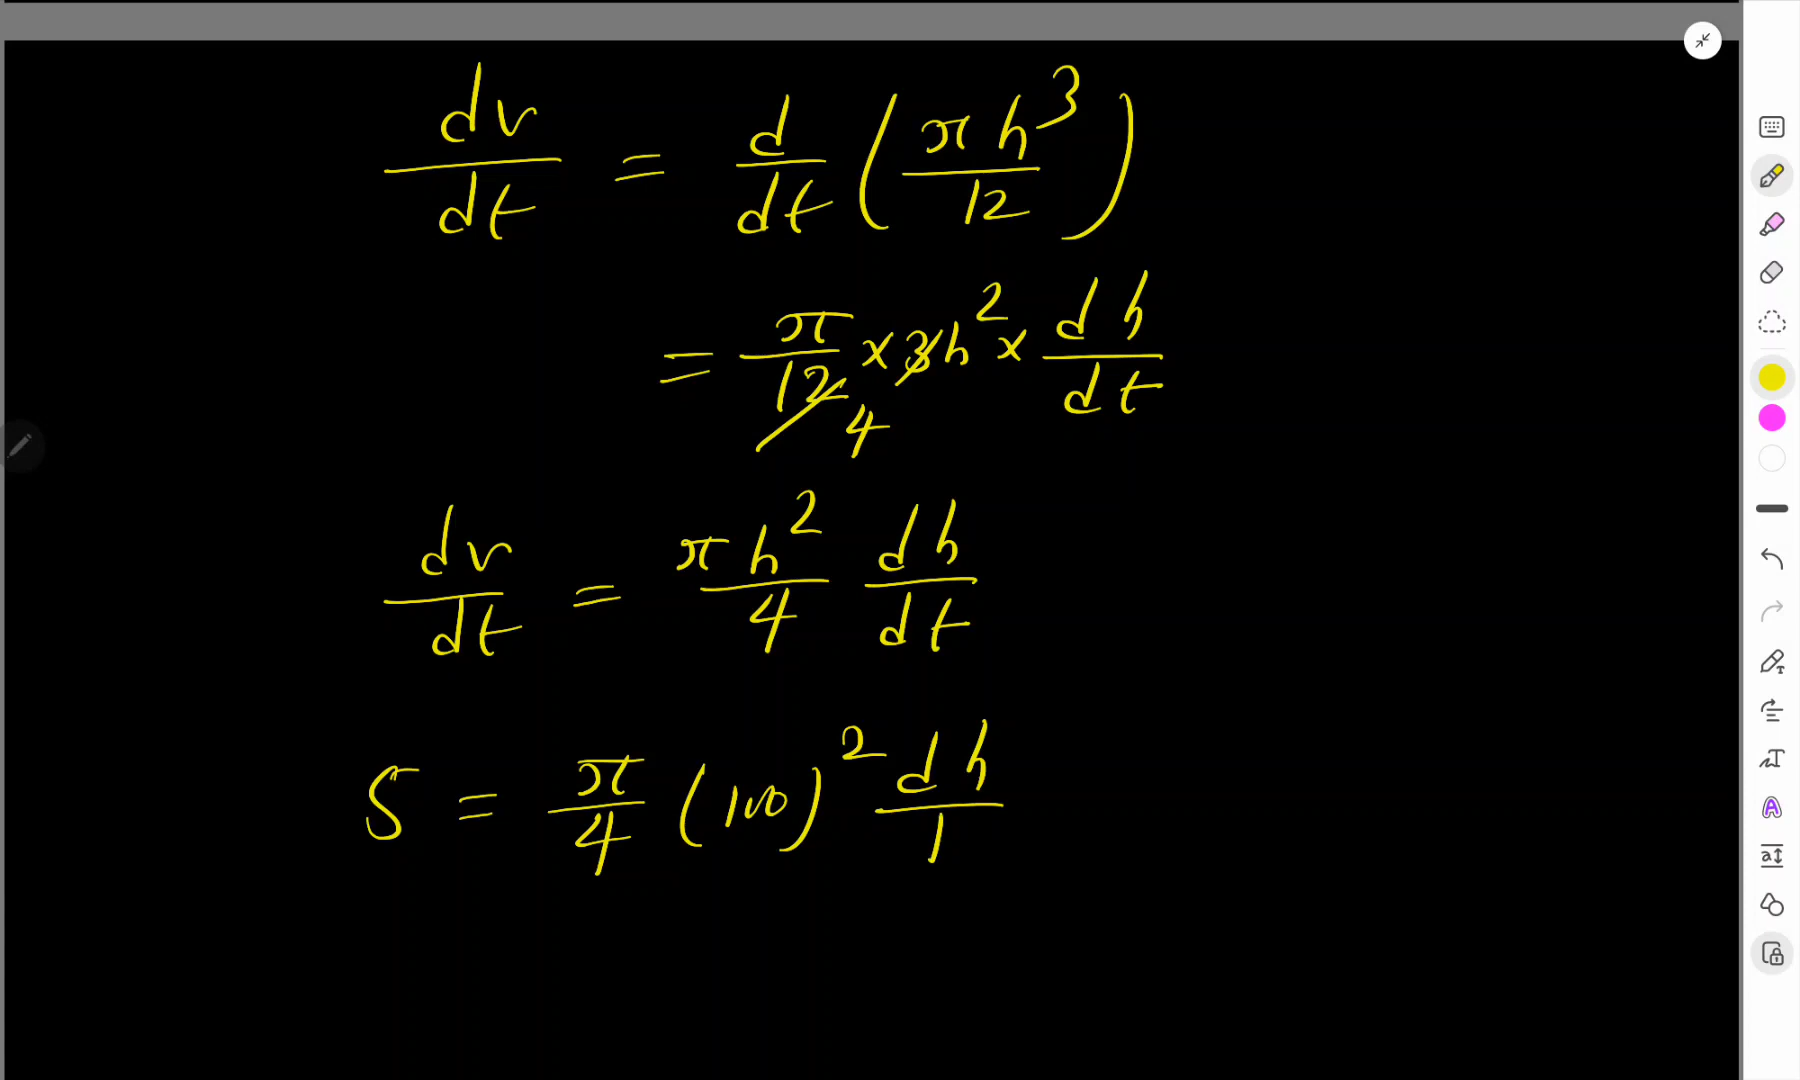 dv/dt = d/dt (πh³/12)
= π/12 4 × 3h² × dh/dt
dv/dt = πh²/4 dh/dt
5 = π/4 (100)² dh/1